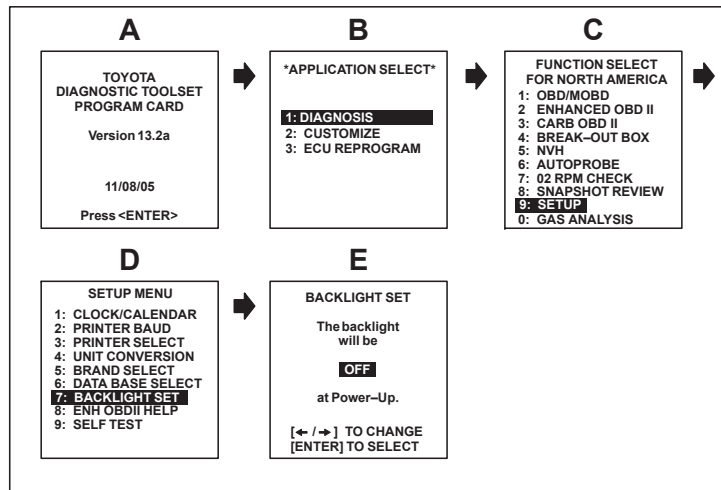 A
TOYOTA
DIAGNOSTIC TOOLSET
PROGRAM CARD
Version 13.2a
11/08/05
Press <ENTER>
B
*APPLICATION SELECT*
1: DIAGNOSIS
2: CUSTOMIZE
3: ECU REPROGRAM
C
FUNCTION SELECT
FOR NORTH AMERICA
1: OBD/MOBD
2 ENHANCED OBD II
3: CARB OBD II
4: BREAK–OUT BOX
5: NVH
6: AUTOPROBE
7: 02 RPM CHECK
8: SNAPSHOT REVIEW
9: SETUP
0: GAS ANALYSIS
D
SETUP MENU
1: CLOCK/CALENDAR
2: PRINTER BAUD
3: PRINTER SELECT
4: UNIT CONVERSION
5: BRAND SELECT
6: DATA BASE SELECT
7: BACKLIGHT SET
8: ENH OBDII HELP
9: SELF TEST
E
BACKLIGHT SET
The backlight
will be
OFF
at Power–Up.
[← / →] TO CHANGE
[ENTER] TO SELECT